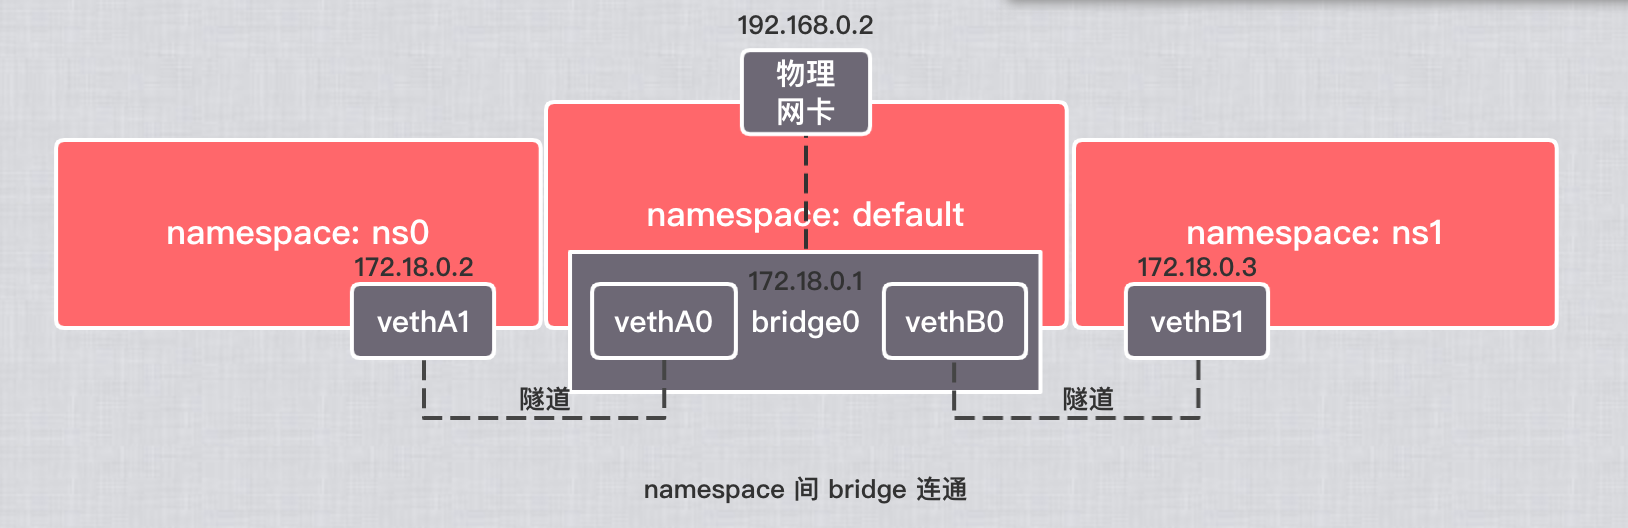 192.168.0.2
物理
网卡
namespace: default
namespace: ns0
namespace: ns1
172.18.0.2
172.18.0.1
172.18.0.3
vethA1
vethA0
bridge0
vethB0
vethB1
隧道
隧道
namespace 间 bridge 连通